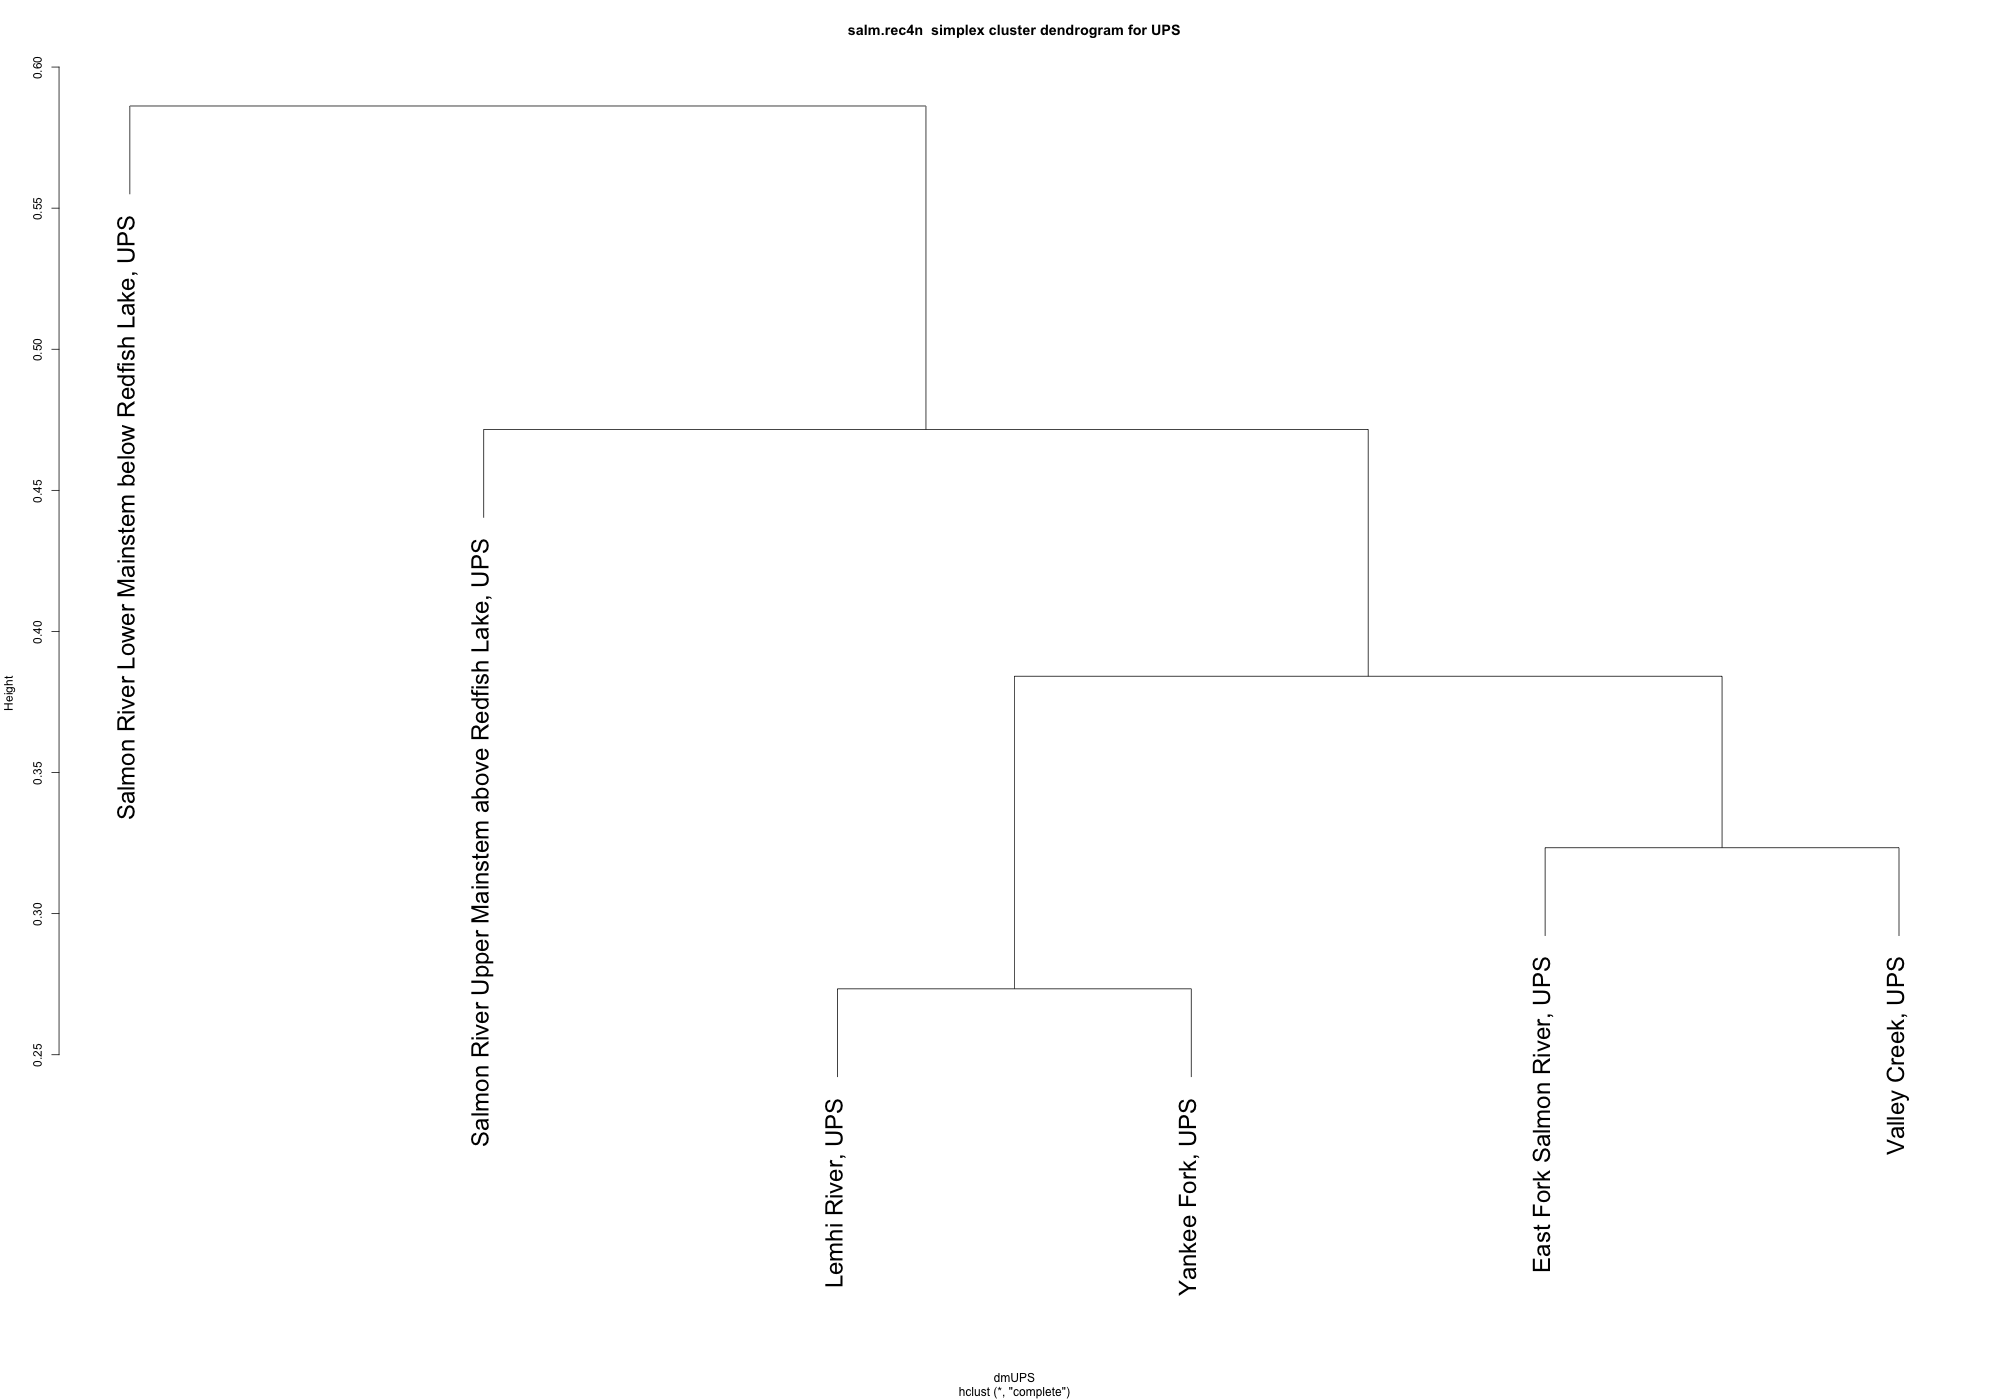 salm.rec4n  simplex cluster dendrogram for UPS
0.60
0.55
0.50
0.45
0.40
0.35
0.30
0.25
Height
Salmon River Lower Mainstem below Redfish Lake, UPS
Salmon River Upper Mainstem above Redfish Lake, UPS
Lemhi River, UPS
Yankee Fork, UPS
East Fork Salmon River, UPS
Valley Creek, UPS
dmUPS
hclust (*, "complete")